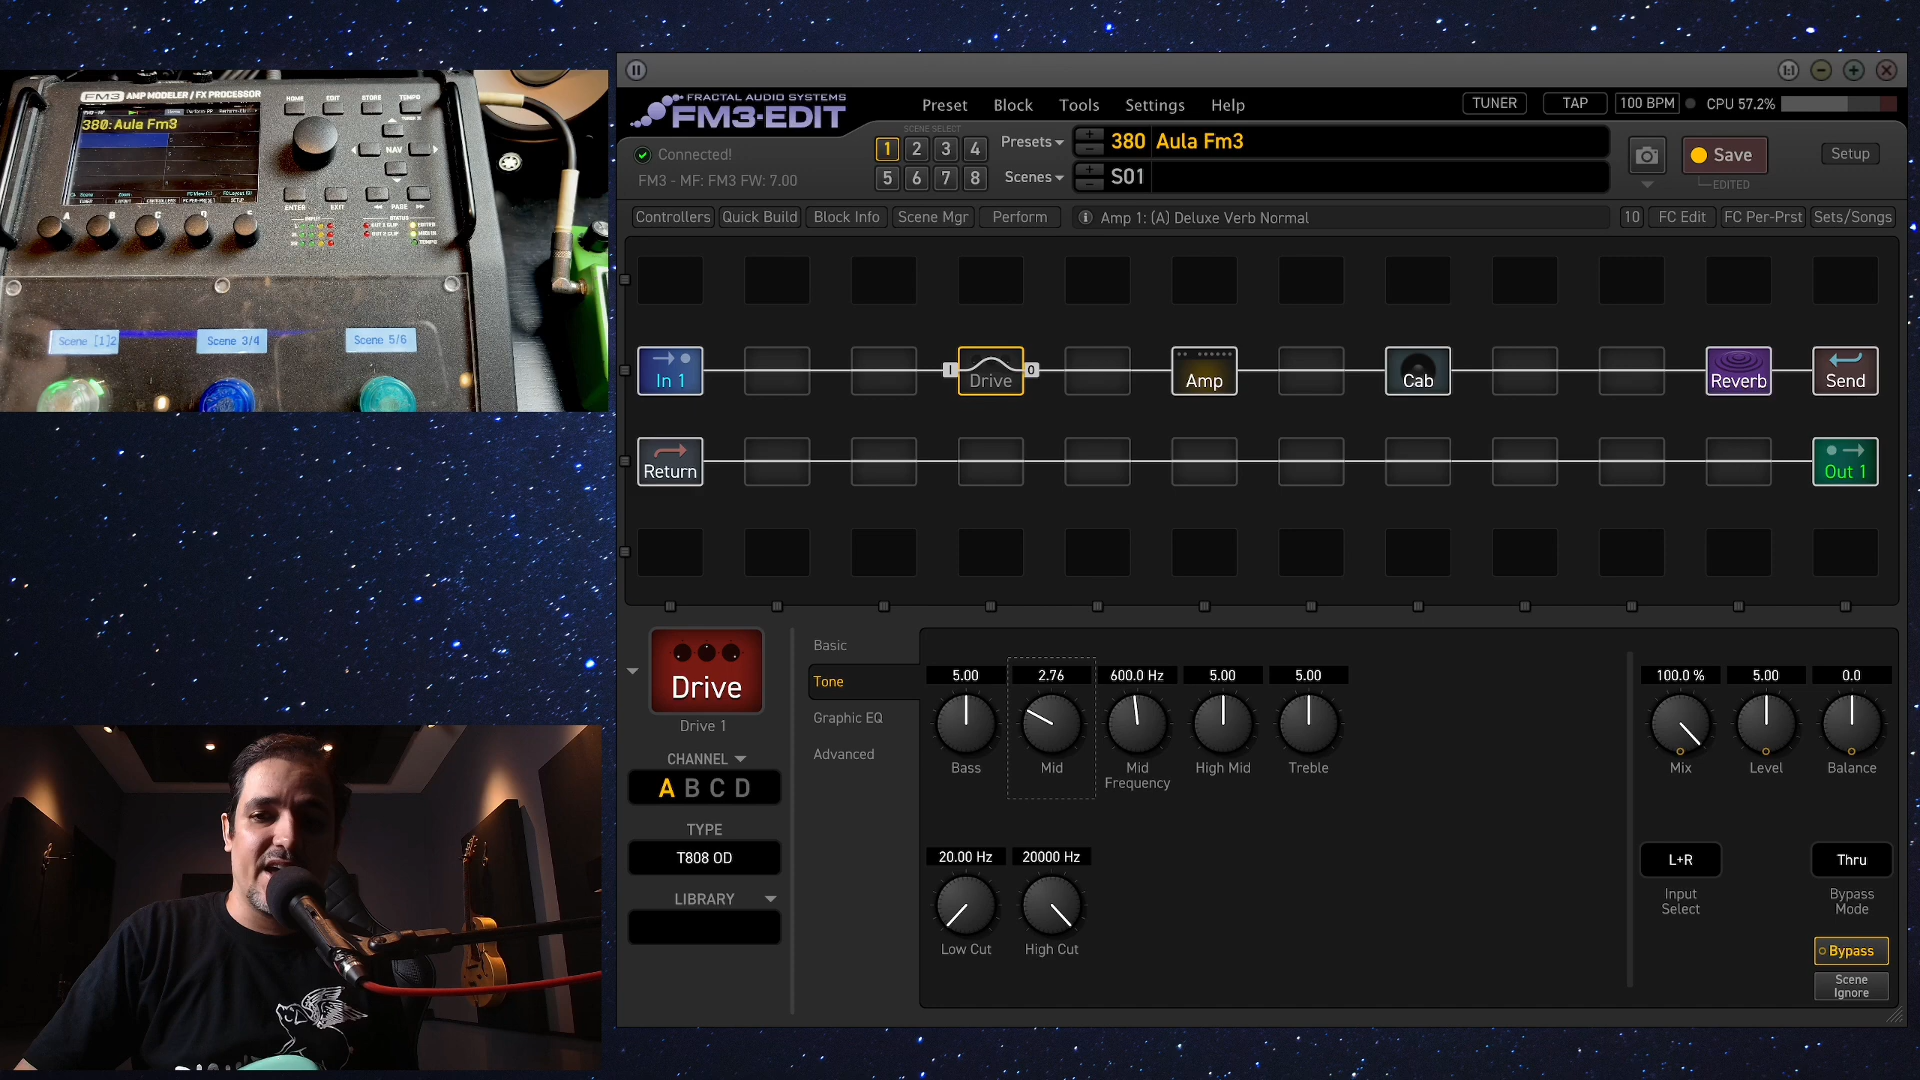 FM3 AMP MODELER / FX PROCESSOR
HOME
EDIT
STORE
TEMPO
380: Aula Fm3
NAV
ENTER
EXIT
PAGE
A
B
C
D
E
INPUT
STATUS
Scene [1]2
Scene 3/4
Scene 5/6
FRACTAL AUDIO SYSTEMS
FM3-EDIT
Preset
Block
Tools
Settings
Help
TUNER
TAP
100 BPM
CPU 57.2%
1:1
Connected!
FM3 - MF: FM3 FW: 7.00
SCENE SELECT
1 2 3 4
5 6 7 8
Presets
380 Aula Fm3
Scenes
S01
Save
EDITED
Setup
Controllers
Quick Build
Block Info
Scene Mgr
Perform
Amp 1: (A) Deluxe Verb Normal
10
FC Edit
FC Per-Prst
Sets/Songs
In 1
I
Drive
O
Amp
Cab
Reverb
Send
Return
Out 1
Drive
Drive 1
CHANNEL
A B C D
TYPE
T808 OD
LIBRARY
Basic
Tone
Graphic EQ
Advanced
5.00
2.76
600.0 Hz
5.00
5.00
Bass
Mid
Mid Frequency
High Mid
Treble
20.00 Hz
20000 Hz
Low Cut
High Cut
100.0 %
5.00
0.0
Mix
Level
Balance
L+R
Input Select
Thru
Bypass Mode
Bypass
Scene Ignore